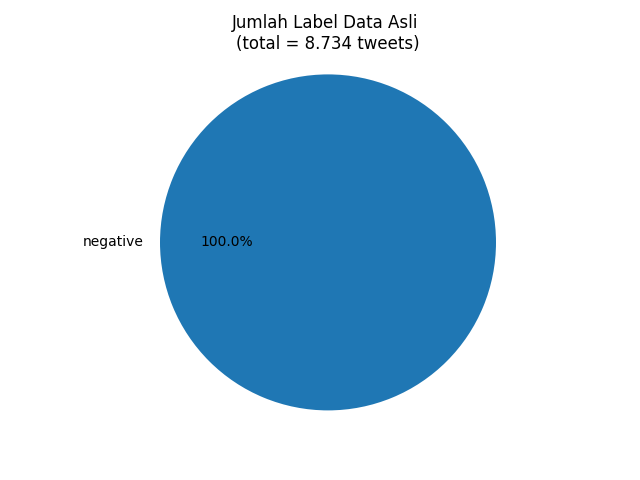 Jumlah Label Data Asli
(total = 8.734 tweets)
negative
100.0%